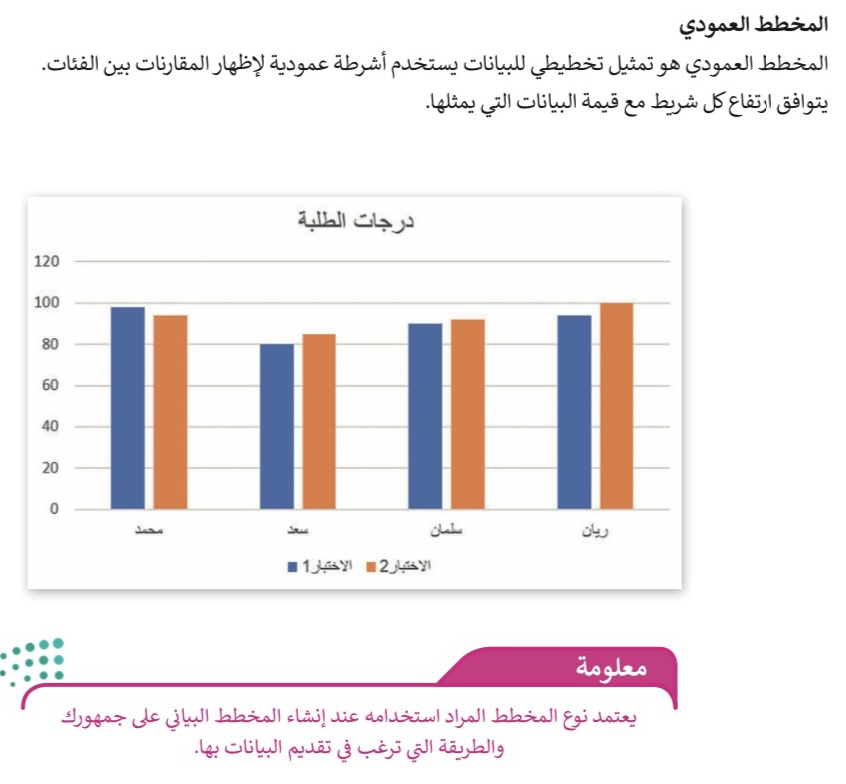 المخطط العمودي
المخطط العمودي هو تمثيل تخطيطي للبيانات يستخدم أشرطة عمودية لإظهار المقارنات بين الفئات.
يتوافق ارتفاع كل شريط مع قيمة البيانات التي يمثلها.
درجات الطلبة
120
100
80
60
40
20
0
محمد سعد سلمان ريان
الاختبار1 الاختبار2
معلومة
يعتمد نوع المخطط المراد استخدامه عند إنشاء المخطط البياني على جمهورك
والطريقة التي ترغب في تقديم البيانات بها.